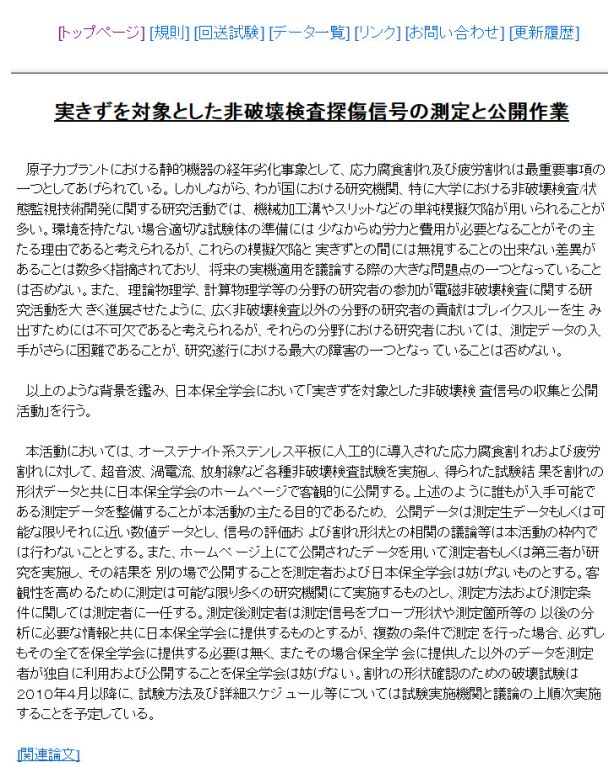 [トップページ] [規則] [回送試験] [データ一覧] [リンク] [お問い合わせ] [更新履歴]
実きずを対象とした非破壊検査探傷信号の測定と公開作業
原子力プラントにおける静的機器の経年劣化事象として、応力腐食割れ及び疲労割れは最重要事項の
一つとしてあげられている。しかしながら、わが国における研究機関、特に大学における非破壊検査/状
態監視技術開発に関する研究活動では、機械加工溝やスリットなどの単純模擬欠陥が用いられることが
多い。環境を持たない場合適切な試験体の準備には 少なからぬ労力と費用が必要となることがその主
たる理由であると考えられるが、これらの模擬欠陥と 実きずとの間には無視することの出来ない差異が
あることは数多く指摘されており、将来の実機適用を議論する際の大きな問題点の一つとなっていること
は否めない。また、理論物理学、計算物理学等の分野の研究者の参加が電磁非破壊検査に関する研
究活動を大 きく進展させたように、広く非破壊検査以外の分野の研究者の貢献はブレイクスルーを生 み
出すためには不可欠であると考えられるが、それらの分野における研究者においては、測定データの入
手がさらに困難であることが、研究遂行における最大の障害の一つとなっ ていることは否めない。
以上のような背景を鑑み、日本保全学会において「実きずを対象とした非破壊検 査信号の収集と公開
活動」を行う。
本活動においては、オーステナイト系ステンレス平板に人工的に導入された応力腐食割 れおよび疲労
割れに対して、超音波、渦電流、放射線など各種非破壊検査試験を実施し、得られた試験結 果を割れの
形状データと共に日本保全学会のホームページで客観的に公開する。上述のよ うに誰もが入手可能で
ある測定データを整備することが本活動の主たる目的であるため、公開データは測定生データもしくは可
能な限りそれに近い数値データとし、信号の評価お よび割れ形状との相関の議論等は本活動の枠内で
は行わないこととする。また、ホームペ ージ上にて公開されたデータを用いて測定者もしくは第三者が研
究を実施し、その結果を 別の場で公開することを測定者および日本保全学会は妨げないものとする。客
観性を高め るために測定は可能な限り多くの研究機関にて実施するものとし、測定方法および測定条
件に関しては測定者に一任する。測定後測定者は測定信号をプローブ形状や測定箇所等の 以後の分
析に必要な情報と共に日本保全学会に提供するものとするが、複数の条件で測定 を行った場合、必ずし
もその全てを保全学会に提供する必要は無く、またその場合保全学 会に提供した以外のデータを測定
者が独自に利用および公開することを保全学会は妨げない。割れの形状確認のための破壊試験は
2010年4月以降に、試験方法及び詳細スケジ ュール等については試験実施機関と議論の上順次実施
することを予定している。
[関連論文]